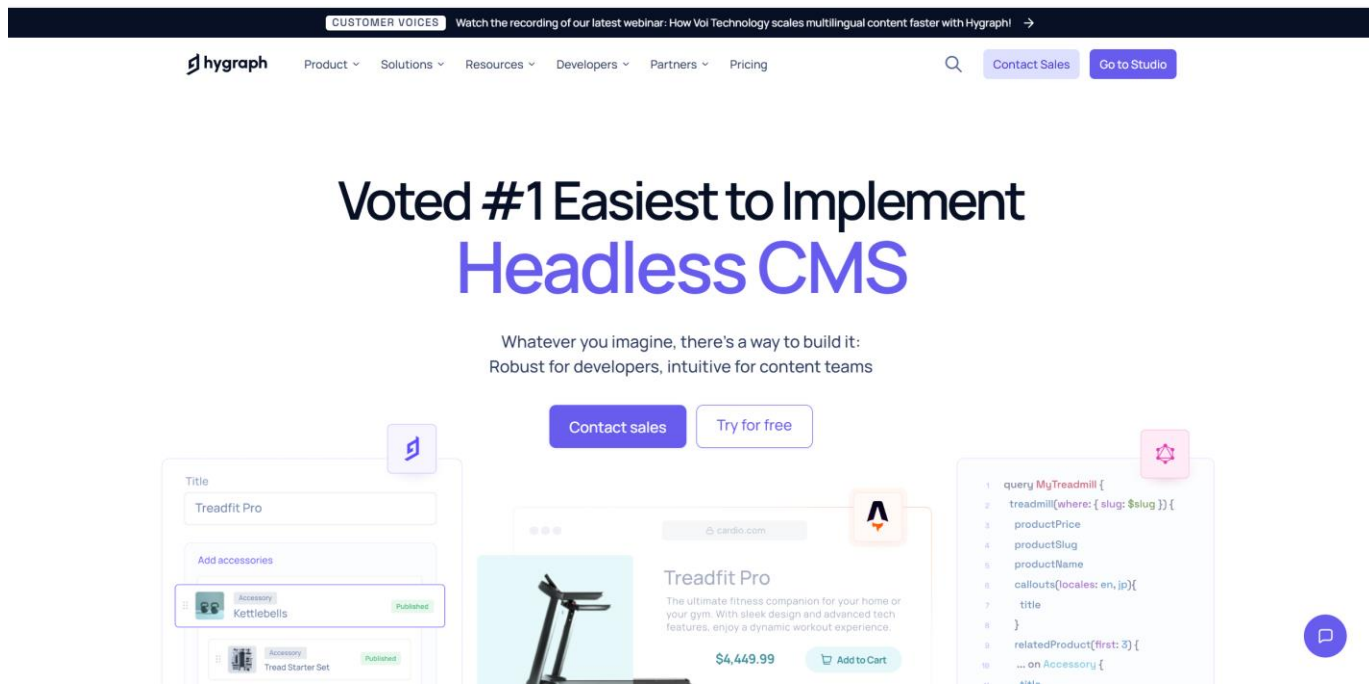 CUSTOMER VOICES Watch the recording of our latest webinar: How Voi Technology scales multilingual content faster with Hygraph! →
hygraph Product Solutions Resources Developers Partners Pricing Contact Sales Go to Studio
Voted #1 Easiest to Implement
Headless CMS
Whatever you imagine, there's a way to build it:
Robust for developers, intuitive for content teams
Contact sales Try for free
Title
Treadfit Pro
Add accessories
Accessory
Kettlebells
Published
Accessory
Tread Starter Set
Published
cardio.com
Treadfit Pro
The ultimate fitness companion for your home or
your gym. With sleek design and advanced tech
features, enjoy a dynamic workout experience.
$4,449.99 Add to Cart
1 query MyTreadmill {
2 treadmill(where: { slug: $slug }) {
3 productPrice
4 productSlug
5 productName
6 callouts(locales: en, jp){
7 title
8 }
9 relatedProduct(first: 3) {
10 ... on Accessory {
title